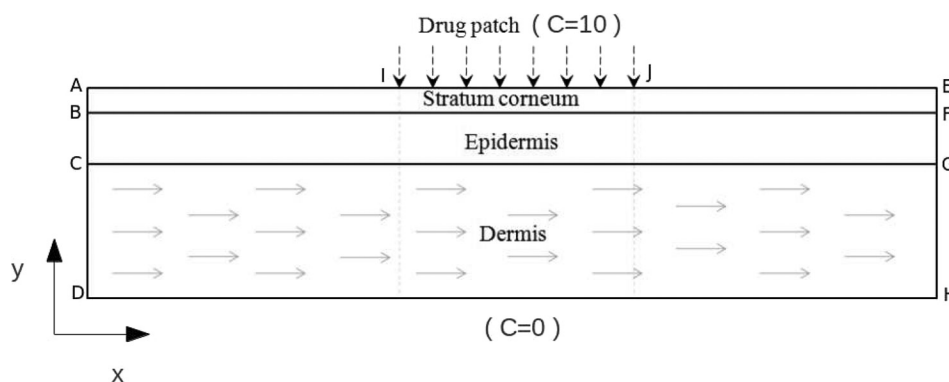 Drug patch ( C=10 )
I J
A Stratum corneum E
B F
Epidermis
C G
Dermis
y
D H
( C=0 )
x